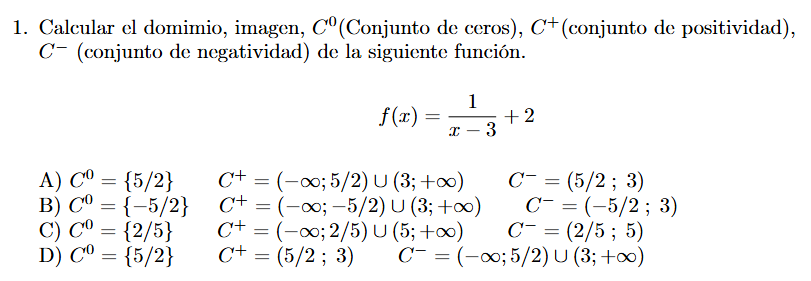 1. Calcular el domimio, imagen, C⁰(Conjunto de ceros), C⁺(conjunto de positividad),
C⁻ (conjunto de negatividad) de la siguiente función.
f(x) = 1/(x − 3) + 2
A) C⁰ = {5/2} C⁺ = (−∞; 5/2) ∪ (3; +∞) C⁻ = (5/2 ; 3)
B) C⁰ = {−5/2} C⁺ = (−∞; −5/2) ∪ (3; +∞) C⁻ = (−5/2 ; 3)
C) C⁰ = {2/5} C⁺ = (−∞; 2/5) ∪ (5; +∞) C⁻ = (2/5 ; 5)
D) C⁰ = {5/2} C⁺ = (5/2 ; 3) C⁻ = (−∞; 5/2) ∪ (3; +∞)